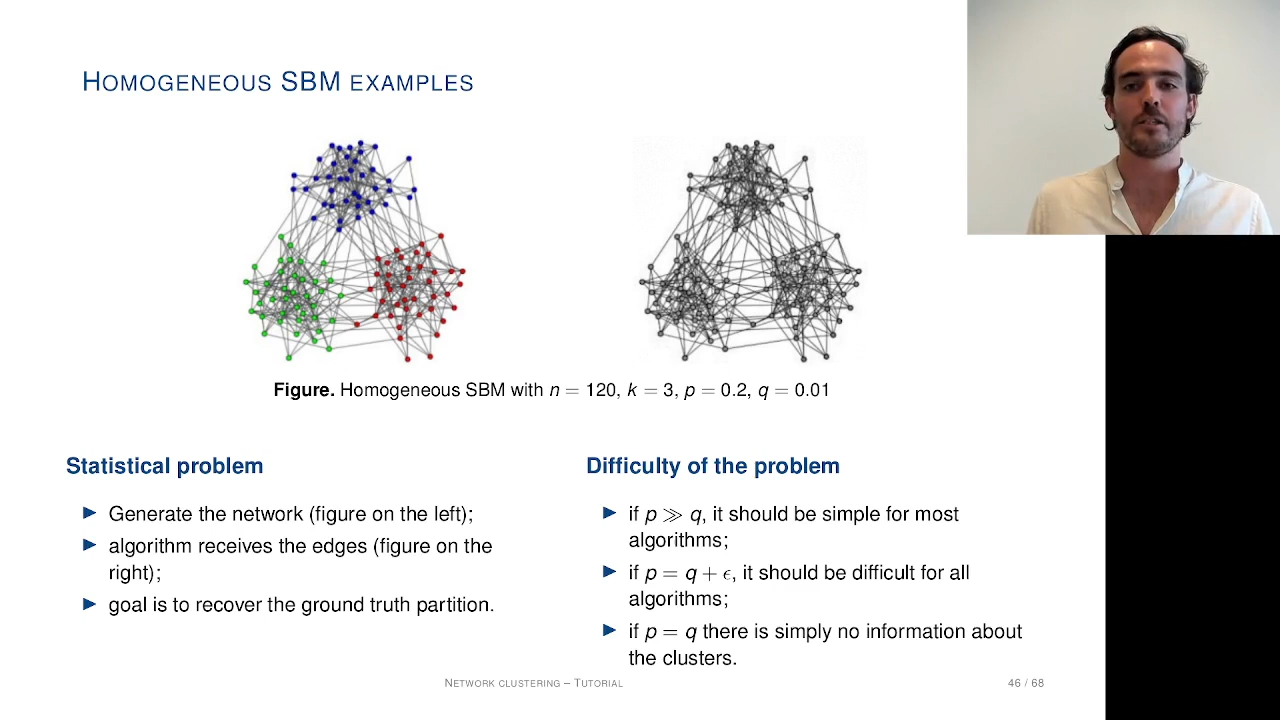 HOMOGENEOUS SBM EXAMPLES
Figure. Homogeneous SBM with n = 120, k = 3, p = 0.2, q = 0.01
Statistical problem
► Generate the network (figure on the left);
► algorithm receives the edges (figure on the
right);
► goal is to recover the ground truth partition.
Difficulty of the problem
► if p ≫ q, it should be simple for most
algorithms;
► if p = q + ϵ, it should be difficult for all
algorithms;
► if p = q there is simply no information about
the clusters.
NETWORK CLUSTERING – TUTORIAL
46 / 68